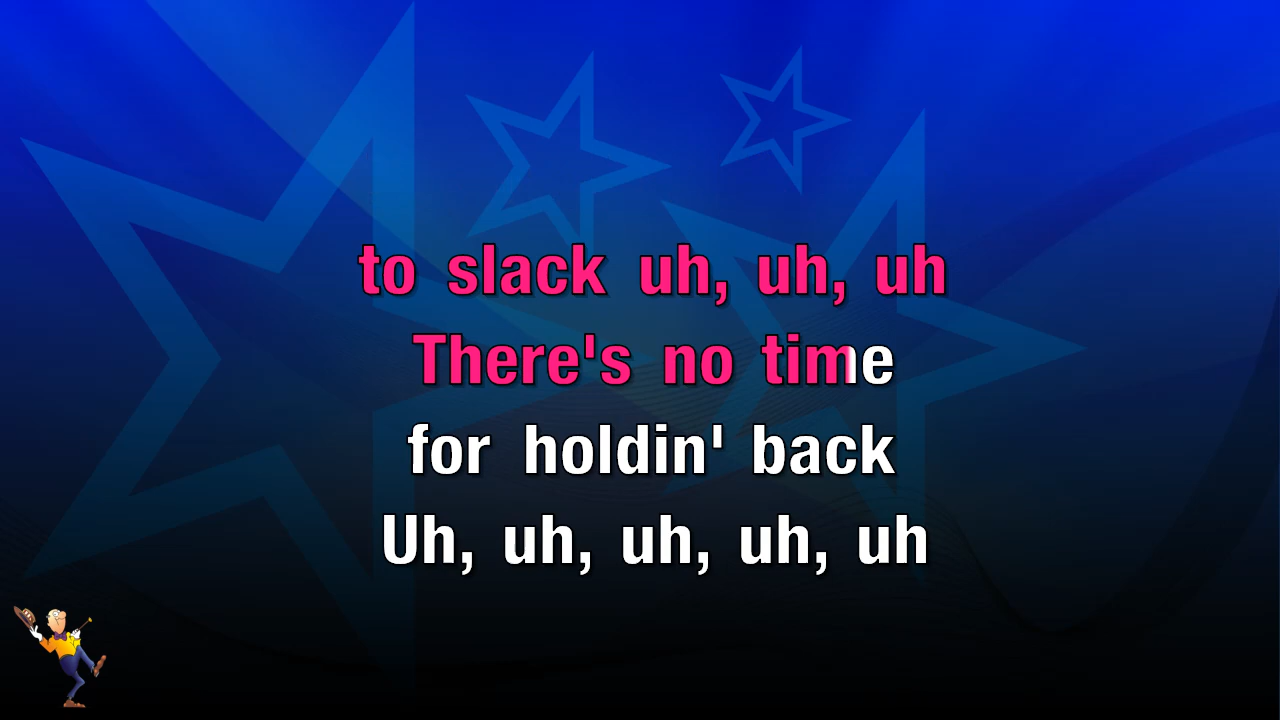 to slack uh, uh, uh
There's no time
for holdin' back
Uh, uh, uh, uh, uh